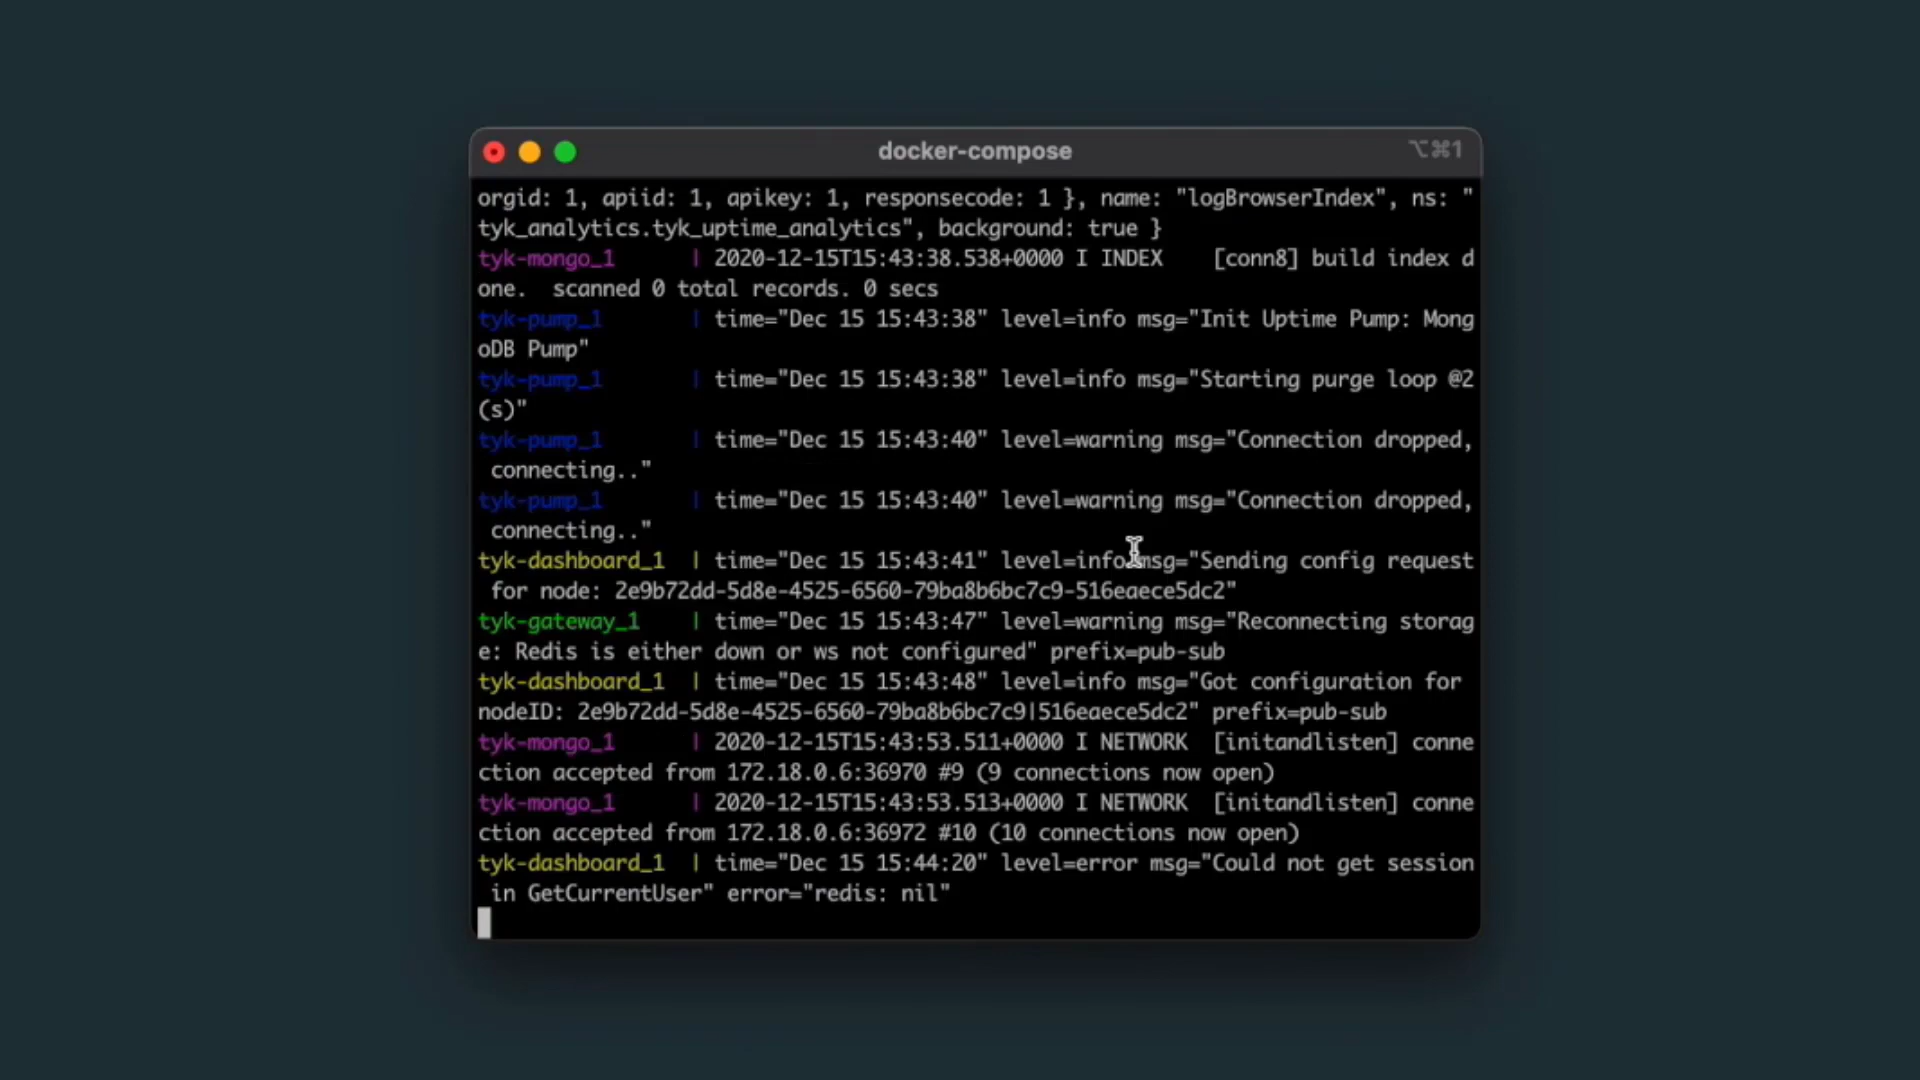 docker-compose
⌥⌘1
orgid: 1, apiid: 1, apikey: 1, responsecode: 1 }, name: "logBrowserIndex", ns: "
tyk_analytics.tyk_uptime_analytics", background: true }
tyk-mongo_1      | 2020-12-15T15:43:38.538+0000 I INDEX    [conn8] build index d
one.  scanned 0 total records. 0 secs
tyk-pump_1       | time="Dec 15 15:43:38" level=info msg="Init Uptime Pump: Mong
oDB Pump"
tyk-pump_1       | time="Dec 15 15:43:38" level=info msg="Starting purge loop @2
(s)"
tyk-pump_1       | time="Dec 15 15:43:40" level=warning msg="Connection dropped,
 connecting.."
tyk-pump_1       | time="Dec 15 15:43:40" level=warning msg="Connection dropped,
 connecting.."
tyk-dashboard_1  | time="Dec 15 15:43:41" level=info msg="Sending config request
 for node: 2e9b72dd-5d8e-4525-6560-79ba8b6bc7c9-516eaece5dc2"
tyk-gateway_1    | time="Dec 15 15:43:47" level=warning msg="Reconnecting storag
e: Redis is either down or ws not configured" prefix=pub-sub
tyk-dashboard_1  | time="Dec 15 15:43:48" level=info msg="Got configuration for
nodeID: 2e9b72dd-5d8e-4525-6560-79ba8b6bc7c9|516eaece5dc2" prefix=pub-sub
tyk-mongo_1      | 2020-12-15T15:43:53.511+0000 I NETWORK  [initandlisten] conne
ction accepted from 172.18.0.6:36970 #9 (9 connections now open)
tyk-mongo_1      | 2020-12-15T15:43:53.513+0000 I NETWORK  [initandlisten] conne
ction accepted from 172.18.0.6:36972 #10 (10 connections now open)
tyk-dashboard_1  | time="Dec 15 15:44:20" level=error msg="Could not get session
 in GetCurrentUser" error="redis: nil"